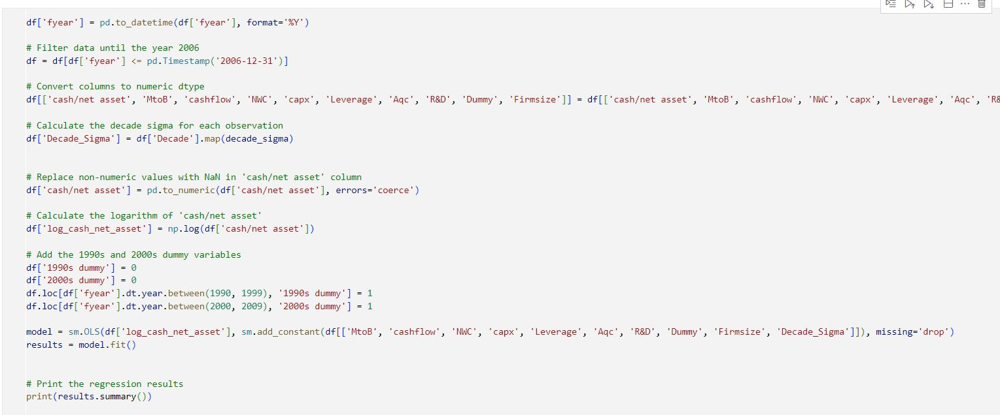 df['fyear'] = pd.to_datetime(df['fyear'], format='%Y')
# Filter data until the year 2006
df = df[df['fyear'] <= pd.Timestamp('2006-12-31')]
# Convert columns to numeric dtype
df[['cash/net asset', 'MtoB', 'cashflow', 'NWC', 'capx', 'Leverage', 'Aqc', 'R&D', 'Dummy', 'Firmsize']] = df[['cash/net asset', 'MtoB', 'cashflow', 'NWC', 'capx', 'Leverage', 'Aqc', 'R&
# Calculate the decade sigma for each observation
df['Decade_Sigma'] = df['Decade'].map(decade_sigma)
# Replace non-numeric values with NaN in 'cash/net asset' column
df['cash/net asset'] = pd.to_numeric(df['cash/net asset'], errors='coerce')
# Calculate the logarithm of 'cash/net asset'
df['log_cash_net_asset'] = np.log(df['cash/net asset'])
# Add the 1990s and 2000s dummy variables
df['1990s dummy'] = 0
df['2000s dummy'] = 0
df.loc[df['fyear'].dt.year.between(1990, 1999), '1990s dummy'] = 1
df.loc[df['fyear'].dt.year.between(2000, 2009), '2000s dummy'] = 1
model = sm.OLS(df['log_cash_net_asset'], sm.add_constant(df[['MtoB', 'cashflow', 'NWC', 'capx', 'Leverage', 'Aqc', 'R&D', 'Dummy', 'Firmsize', 'Decade_Sigma']]), missing='drop')
results = model.fit()
# Print the regression results
print(results.summary())